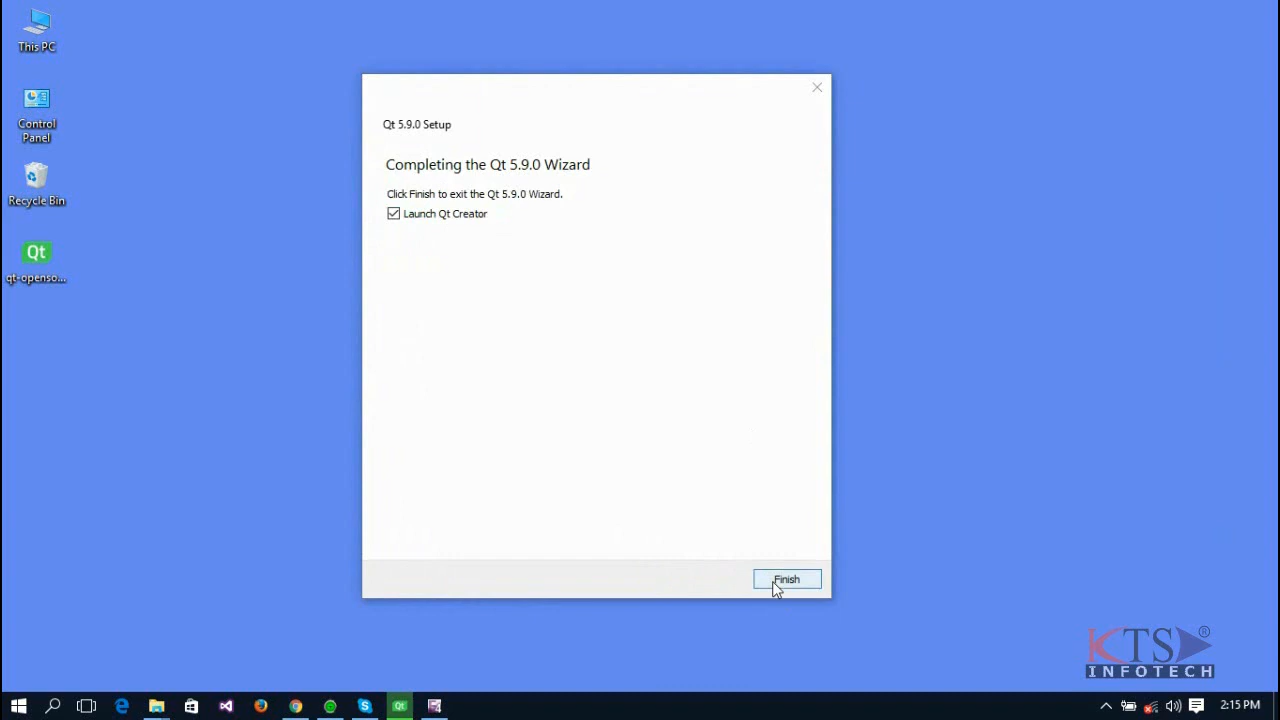 This PC
Control
Panel
Recycle Bin
Qt
qt-openso...
Qt 5.9.0 Setup
Completing the Qt 5.9.0 Wizard
Click Finish to exit the Qt 5.9.0 Wizard.
Launch Qt Creator
Finish
KTS
®
INFOTECH
Qt
2:15 PM